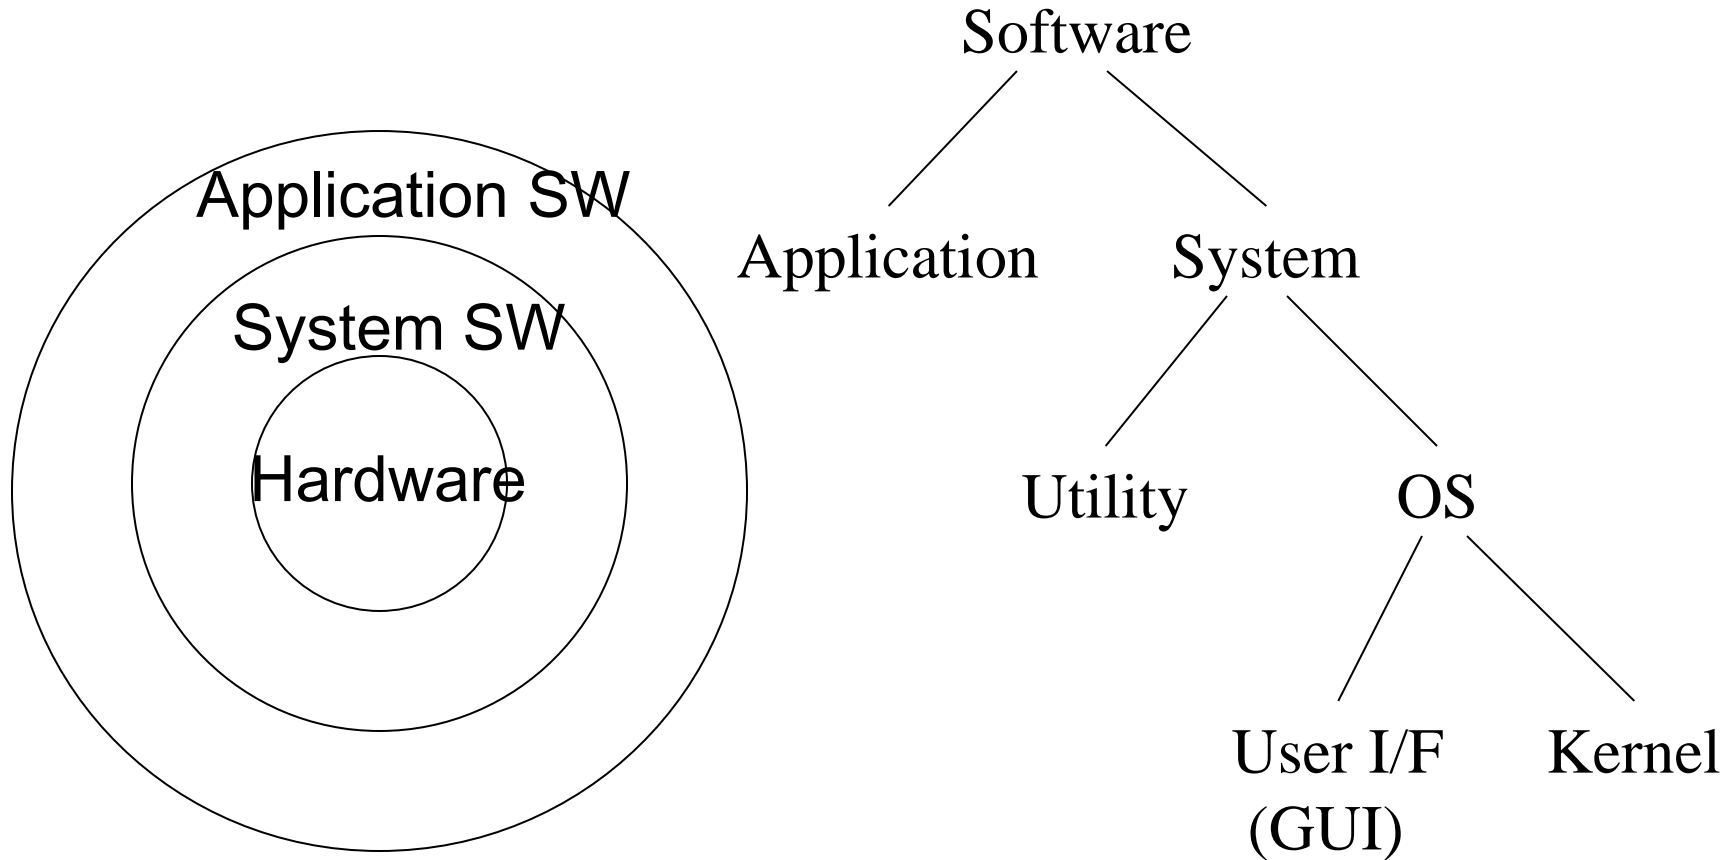 Software
Application SW
Application
System
System SW
Hardware
Utility
OS
User I/F
(GUI)
Kernel